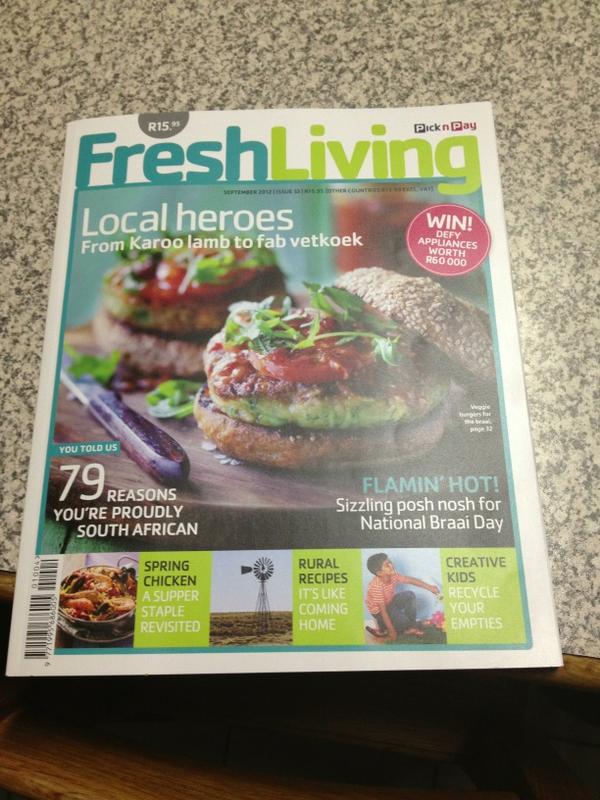 R15.95
Pick n Pay
FreshLiving
Local heroes
From Karoo lamb to fab vetkoek
WIN!
DEFY
APPLIANCES
WORTH
R60 000
Veggie
burgers for
the braai,
page 32
YOU TOLD US
79 REASONS
YOU'RE PROUDLY
SOUTH AFRICAN
FLAMIN' HOT!
Sizzling posh nosh for
National Braai Day
SPRING
CHICKEN
A SUPPER
STAPLE
REVISITED
RURAL
RECIPES
IT'S LIKE
COMING
HOME
CREATIVE
KIDS
RECYCLE
YOUR
EMPTIES